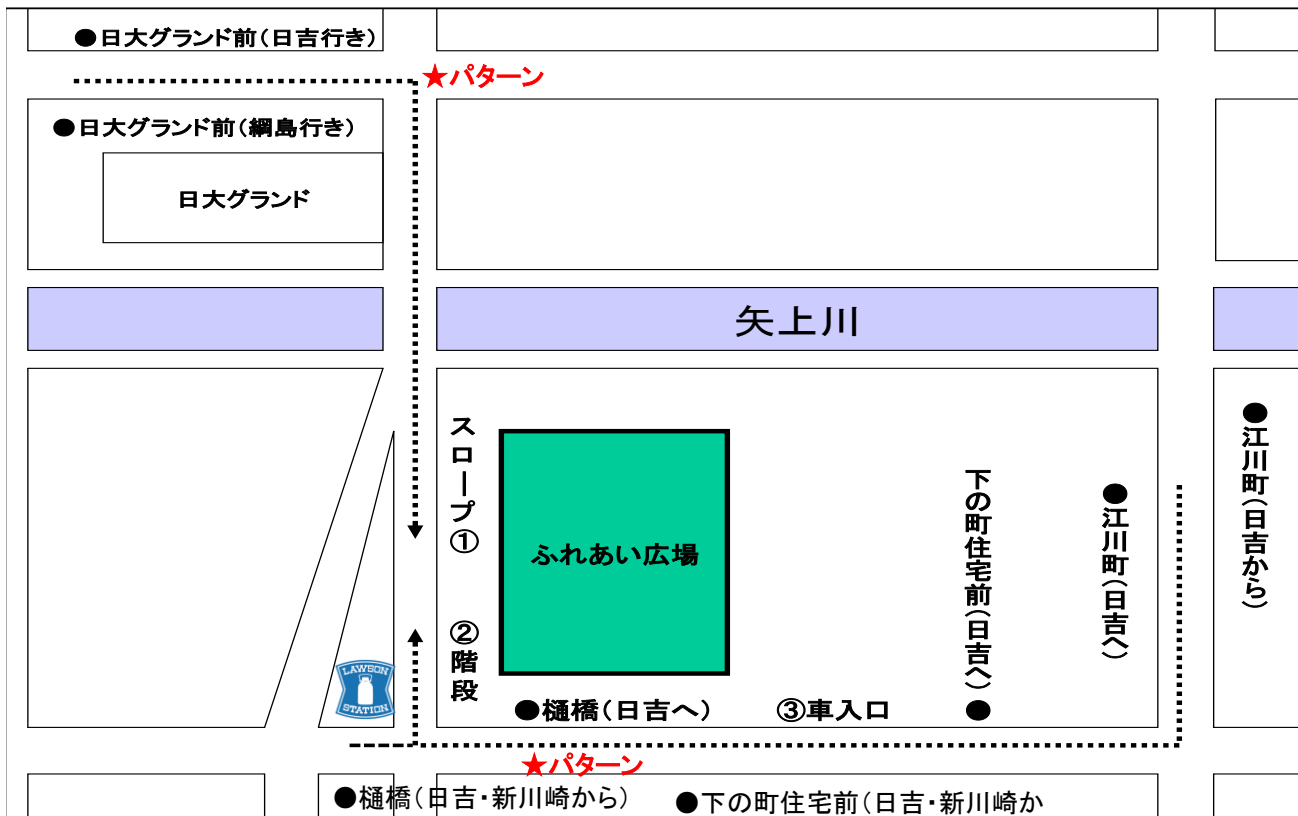 ●日大グランド前(日吉行き)
★パターン
●日大グランド前(綱島行き)
日大グランド
矢上川
スロープ①
ふれあい広場
②階段
下の町住宅前(日吉へ)●
●江川町(日吉へ)
●江川町(日吉から)
LAWSON
STATION
●樋橋(日吉へ)
③車入口
★パターン
●樋橋(日吉・新川崎から)
●下の町住宅前(日吉・新川崎か